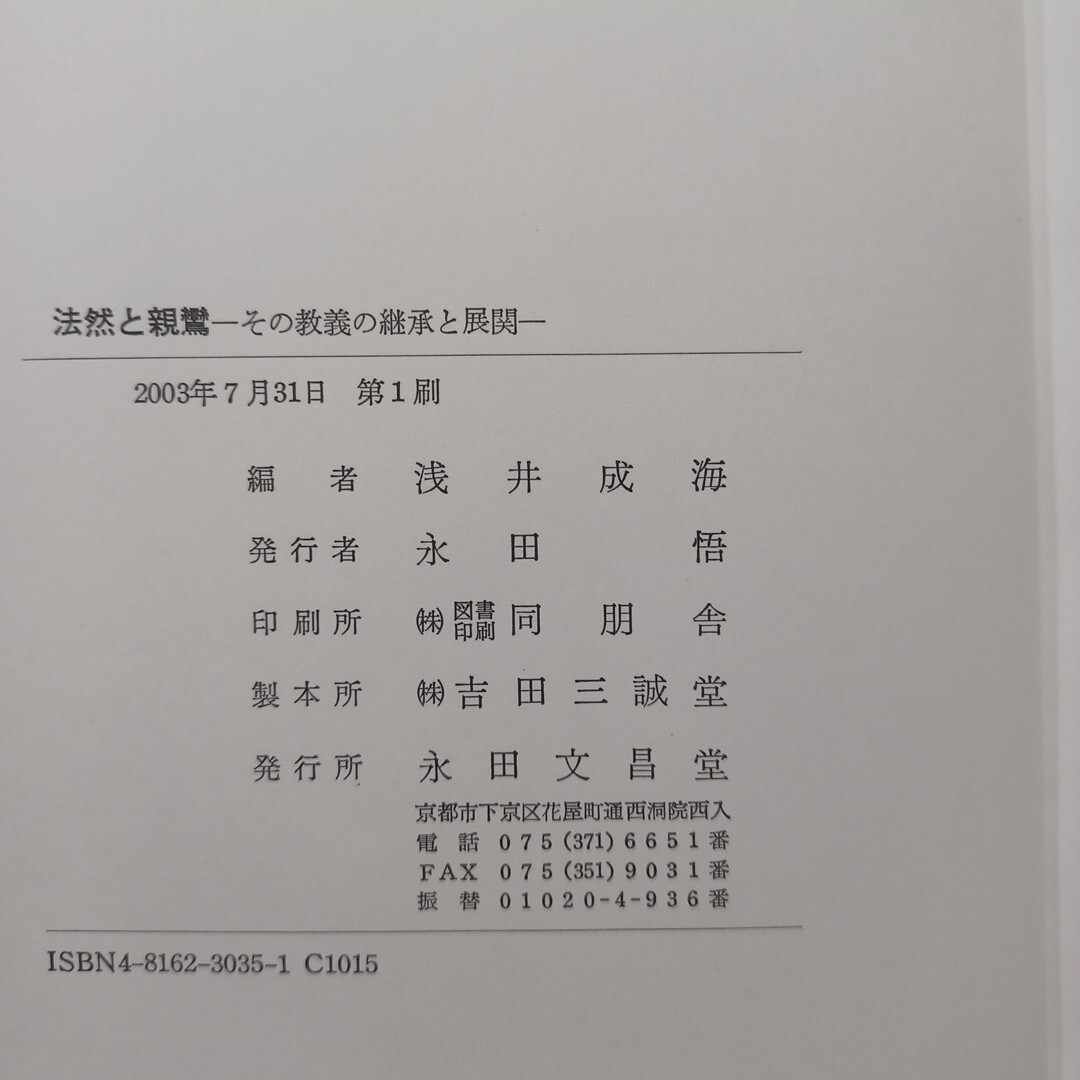 法然と親鸞―その教義の継承と展関―
2003年7月31日 第1刷
編者 浅井成海
発行者 永田悟
印刷所 ㈱図書印刷同朋舎
製本所 ㈱吉田三誠堂
発行所 永田文昌堂
京都市下京区花屋町通西洞院西入
電話 075(371)6651番
FAX 075(351)9031番
振替 01020-4-936番
ISBN4-8162-3035-1 C1015